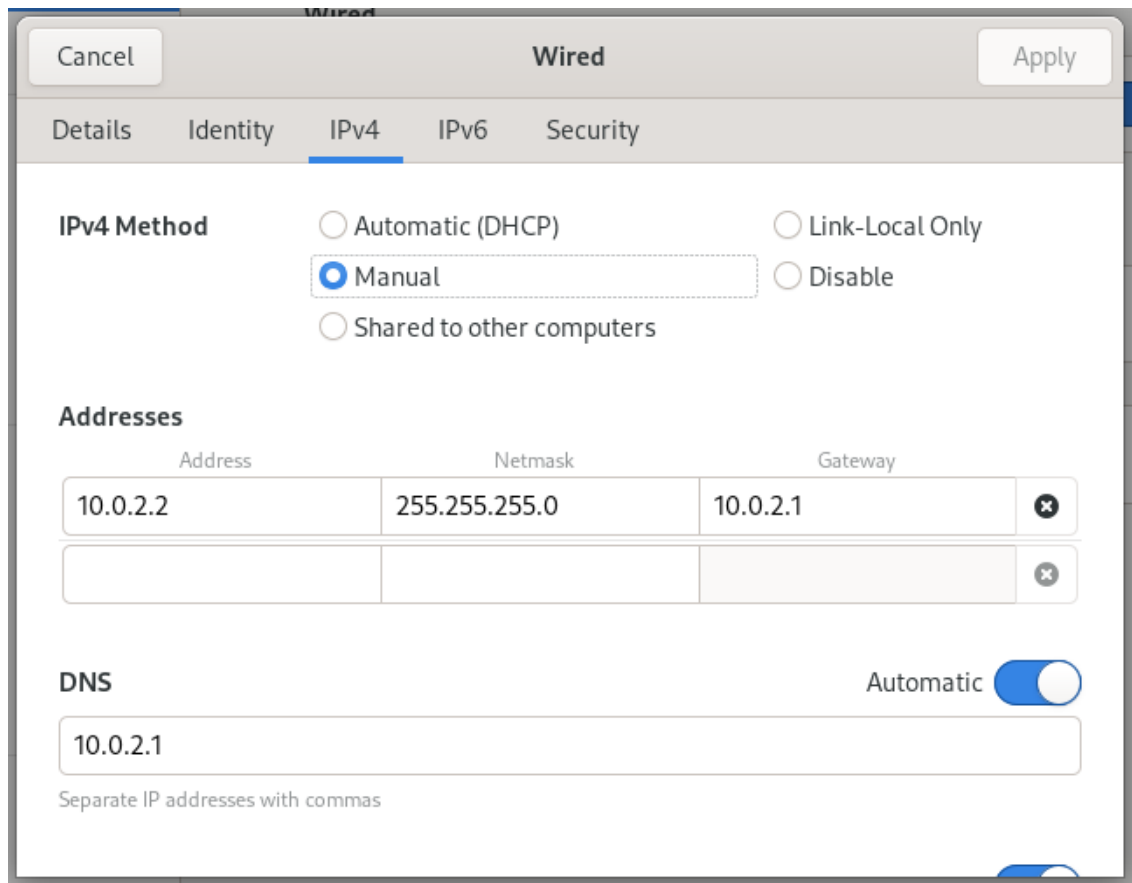 Wired
Cancel Wired Apply
Details Identity IPv4 IPv6 Security
IPv4 Method Automatic (DHCP) Link-Local Only
Manual Disable
Shared to other computers
Addresses
Address Netmask Gateway
10.0.2.2 255.255.255.0 10.0.2.1
DNS Automatic
10.0.2.1
Separate IP addresses with commas